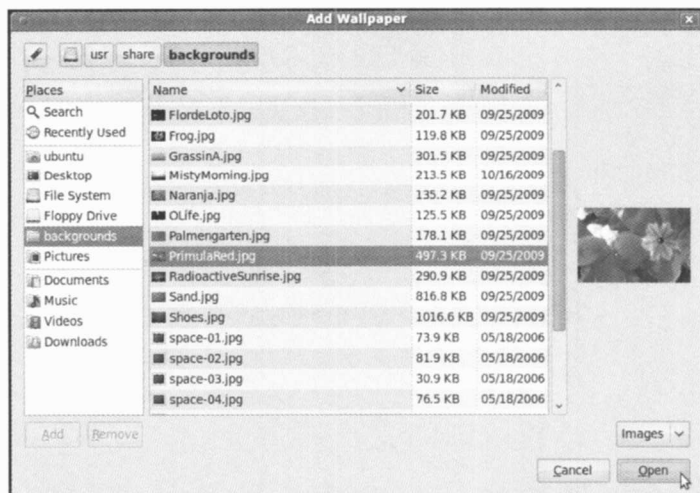 Add Wallpaper
usr share backgrounds
Places
Search
Recently Used
ubuntu
Desktop
File System
Floppy Drive
backgrounds
Pictures
Documents
Music
Videos
Downloads
Add Remove
Name Size Modified
FlordeLoto.jpg 201.7 KB 09/25/2009
Frog.jpg 119.8 KB 09/25/2009
GrassinA.jpg 301.5 KB 09/25/2009
MistyMorning.jpg 213.5 KB 10/16/2009
Naranja.jpg 135.2 KB 09/25/2009
OLife.jpg 125.5 KB 09/25/2009
Palmengarten.jpg 178.1 KB 09/25/2009
PrimulaRed.jpg 497.3 KB 09/25/2009
RadioactiveSunrise.jpg 290.9 KB 09/25/2009
Sand.jpg 816.8 KB 09/25/2009
Shoes.jpg 1016.6 KB 09/25/2009
space-01.jpg 73.9 KB 05/18/2006
space-02.jpg 81.9 KB 05/18/2006
space-03.jpg 30.9 KB 05/18/2006
space-04.jpg 76.5 KB 05/18/2006
Images
Cancel Open